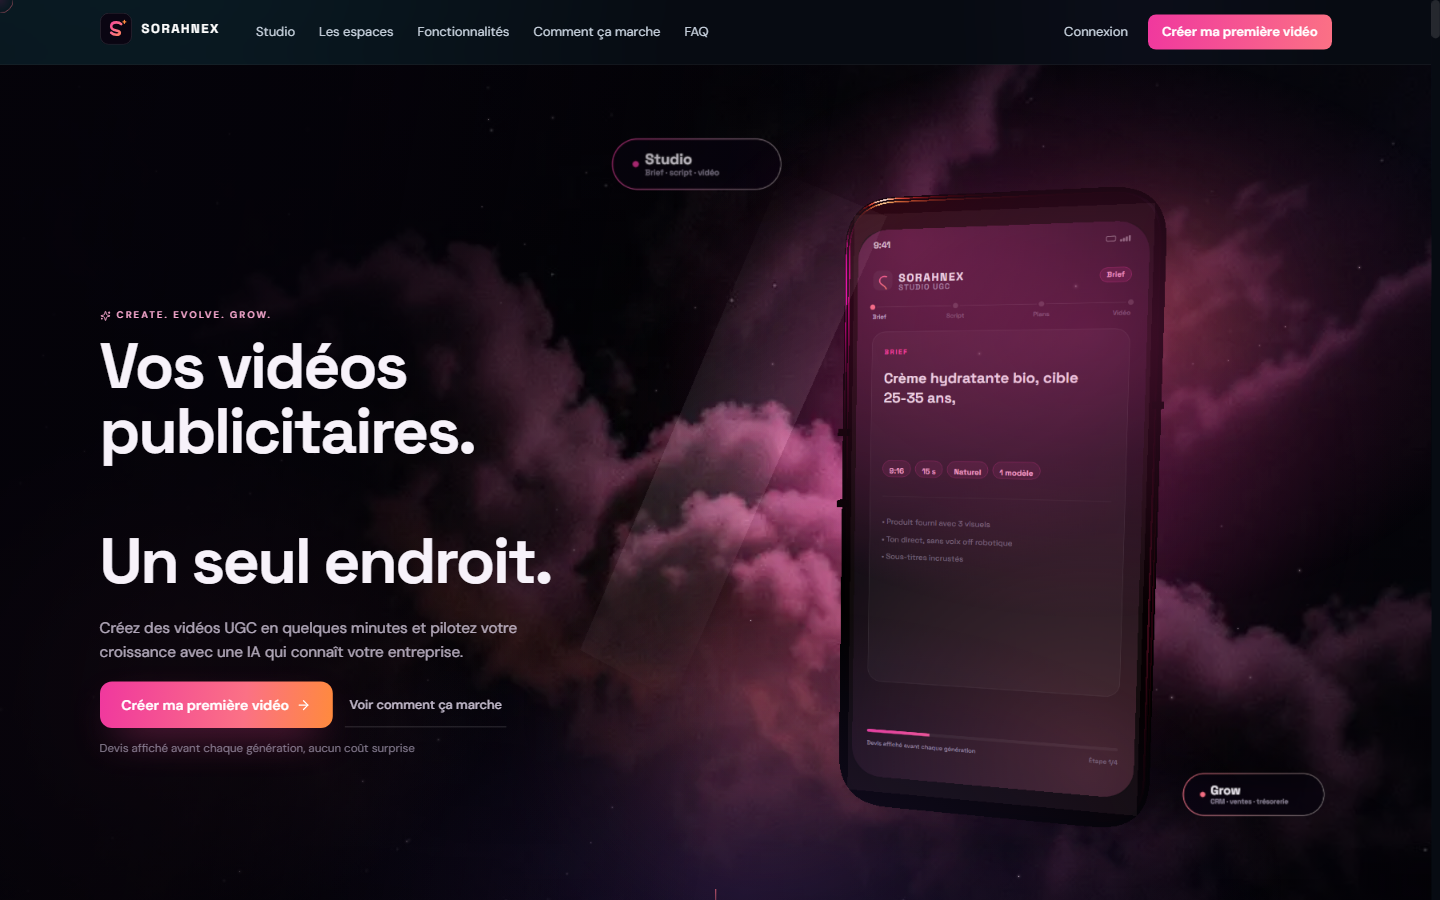 SORAHNEX
Studio
Les espaces
Fonctionnalités
Comment ça marche
FAQ
Connexion
Créer ma première vidéo
Studio
Brief · script · vidéo
CREATE. EVOLVE. GROW.
Vos vidéos
publicitaires.
Un seul endroit.
Créez des vidéos UGC en quelques minutes et pilotez votre
croissance avec une IA qui connaît votre entreprise.
Créer ma première vidéo →
Voir comment ça marche
Devis affiché avant chaque génération, aucun coût surprise
9:41
SORAHNEX
STUDIO UGC
Brief
Brief
Script
Plans
Vidéo
BRIEF
Crème hydratante bio, cible
25-35 ans,
9:16
15 s
Naturel
1 modèle
• Produit fourni avec 3 visuels
• Ton direct, sans voix off robotique
• Sous-titres incrustés
Devis affiché avant chaque génération
Étape 1/4
Grow
CRM · ventes · trésorerie